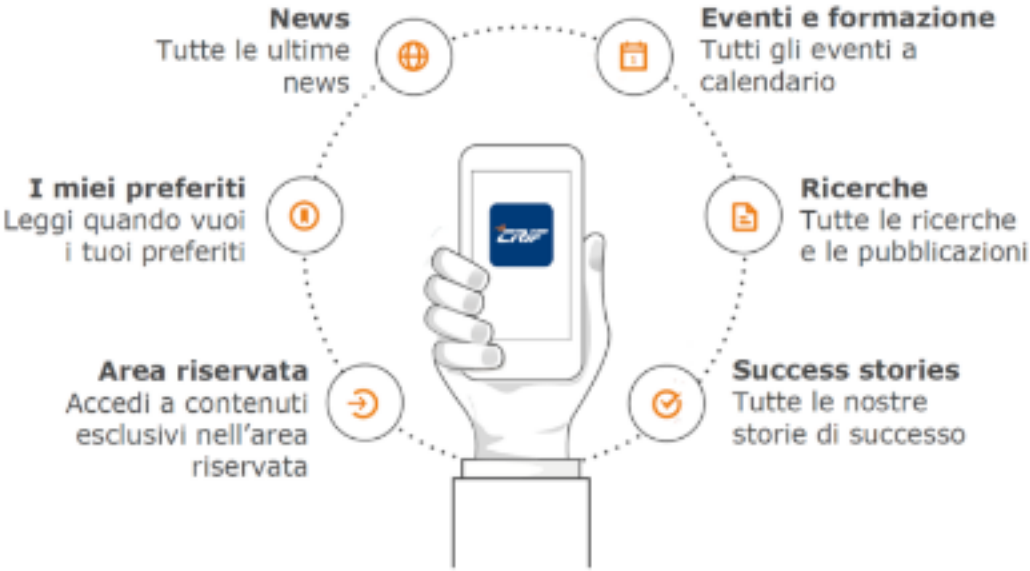 News
Tutte le ultime
news
Eventi e formazione
Tutti gli eventi a
calendario
I miei preferiti
Leggi quando vuoi
i tuoi preferiti
CRIF
Ricerche
Tutte le ricerche
e le pubblicazioni
Area riservata
Accedi a contenuti
esclusivi nell'area
riservata
Success stories
Tutte le nostre
storie di successo